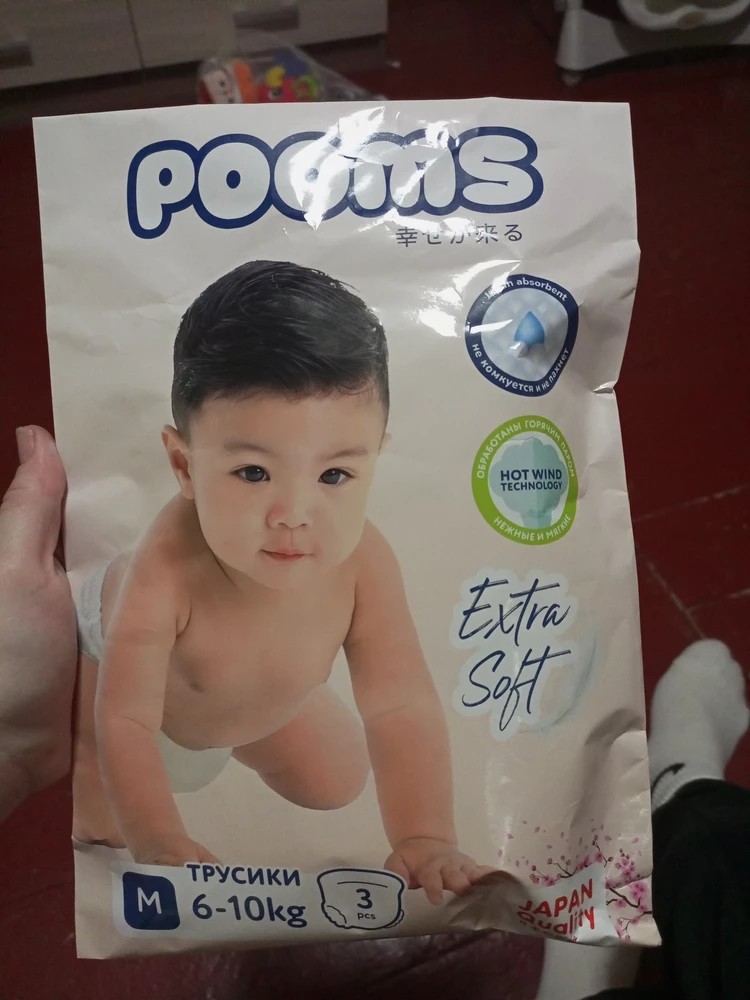 POOMS
幸せが来る
Japan absorbent
не комкуется и не пахнет
ОБРАБОТАНЫ ГОРЯЧИМ ПАРОМ
HOT WIND
TECHNOLOGY
НЕЖНЫЕ И МЯГКИЕ
Extra
Soft
ТРУСИКИ
M
6-10kg
3
pcs
JAPAN
Quality